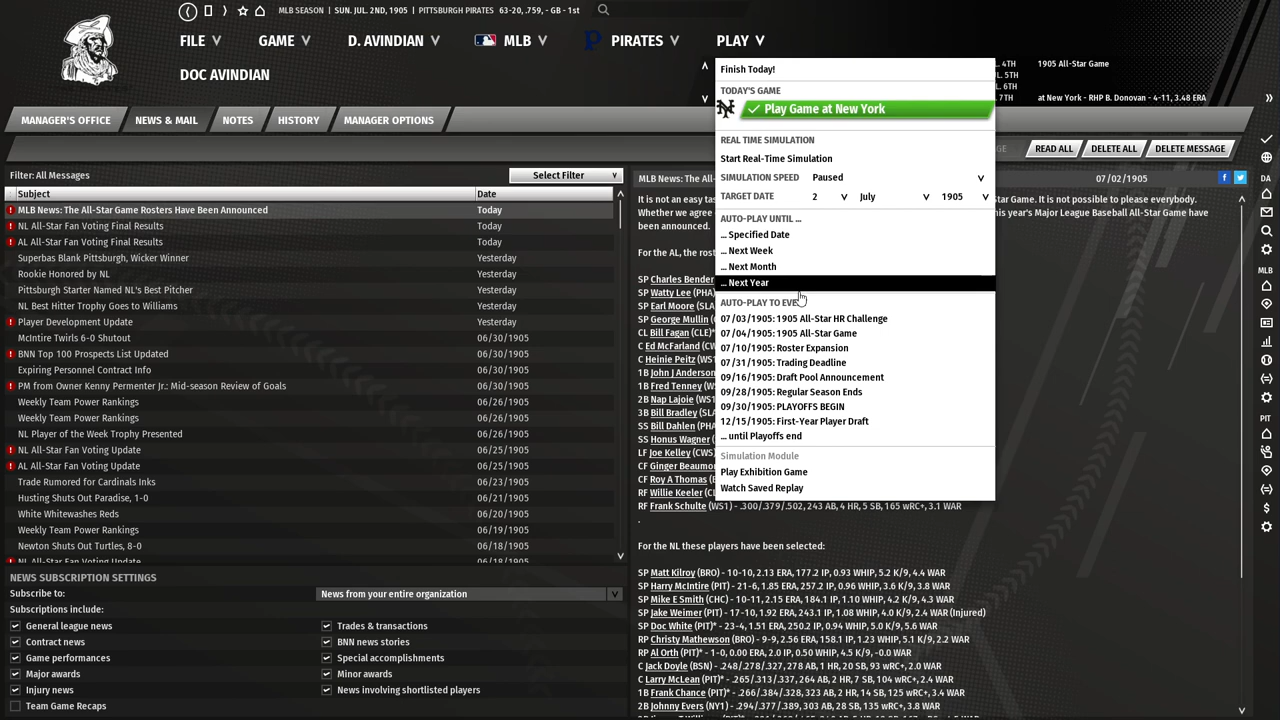 MLB SEASON | SUN. JUL. 2ND, 1905 | PITTSBURGH PIRATES 63-20, .759, - GB - 1st
FILE GAME D. AVINDIAN MLB PIRATES PLAY
DOC AVINDIAN
L. 4TH 1905 All-Star Game
L. 5TH
L. 6TH
7TH at New York - RHP B. Donovan - 4-11, 3.48 ERA
MANAGER'S OFFICE NEWS & MAIL NOTES HISTORY MANAGER OPTIONS
Finish Today!
TODAY'S GAME
Play Game at New York
REAL TIME SIMULATION
Start Real-Time Simulation
SIMULATION SPEED Paused
TARGET DATE 2 July 1905
AUTO-PLAY UNTIL ...
... Specified Date
... Next Week
... Next Month
... Next Year
AUTO-PLAY TO EVE
07/03/1905: 1905 All-Star HR Challenge
07/04/1905: 1905 All-Star Game
07/10/1905: Roster Expansion
07/31/1905: Trading Deadline
09/16/1905: Draft Pool Announcement
09/28/1905: Regular Season Ends
09/30/1905: PLAYOFFS BEGIN
12/15/1905: First-Year Player Draft
... until Playoffs end
Simulation Module
Play Exhibition Game
Watch Saved Replay
GE READ ALL DELETE ALL DELETE MESSAGE
Filter: All Messages Select Filter
Subject Date
MLB News: The All-Star Game Rosters Have Been Announced Today
NL All-Star Fan Voting Final Results Today
AL All-Star Fan Voting Final Results Today
Superbas Blank Pittsburgh, Wicker Winner Yesterday
Rookie Honored by NL Yesterday
Pittsburgh Starter Named NL's Best Pitcher Yesterday
NL Best Hitter Trophy Goes to Williams Yesterday
Player Development Update Yesterday
McIntire Twirls 6-0 Shutout 06/30/1905
BNN Top 100 Prospects List Updated 06/30/1905
Expiring Personnel Contract Info 06/30/1905
PM from Owner Kenny Permenter Jr.: Mid-season Review of Goals 06/30/1905
Weekly Team Power Rankings 06/26/1905
Weekly Team Power Rankings 06/26/1905
NL Player of the Week Trophy Presented 06/26/1905
NL All-Star Fan Voting Update 06/25/1905
AL All-Star Fan Voting Update 06/25/1905
Trade Rumored for Cardinals Inks 06/23/1905
Husting Shuts Out Paradise, 1-0 06/21/1905
White Whitewashes Reds 06/20/1905
Weekly Team Power Rankings 06/19/1905
Newton Shuts Out Turtles, 8-0 06/18/1905
NL All-Star Fan Voting Update 06/18/1905
NEWS SUBSCRIPTION SETTINGS
Subscribe to: News from your entire organization
Subscriptions include:
General league news Trades & transactions
Contract news BNN news stories
Game performances Special accomplishments
Major awards Minor awards
Injury news News involving shortlisted players
Team Game Recaps
MLB News: The All- 07/02/1905
It is not an easy tas Star Game. It is not possible to please everybody.
Whether we agree his year's Major League Baseball All-Star Game have
been announced.
For the AL, the rost
SP Charles Bender
SP Watty Lee (PHA
SP Earl Moore (SLA
SP George Mullin (
CL Bill Fagan (CLE)*
C Ed McFarland (CW
C Heinie Peitz (WS1
1B John J Anderson
1B Fred Tenney (W
2B Nap Lajoie (WS1
3B Bill Bradley (SLA
SS Bill Dahlen (PHA
SS Honus Wagner (
LF Joe Kelley (CWS
CF Ginger Beaumon
CF Roy A Thomas (B
RF Willie Keeler (CLE
RF Frank Schulte (WS1) - .300/.379/.502, 243 AB, 4 HR, 5 SB, 165 wRC+, 3.1 WAR
.
For the NL these players have been selected:
SP Matt Kilroy (BRO) - 10-10, 2.13 ERA, 177.2 IP, 0.93 WHIP, 5.2 K/9, 4.4 WAR
SP Harry McIntire (PIT) - 21-6, 1.85 ERA, 257.2 IP, 0.96 WHIP, 3.6 K/9, 3.8 WAR
SP Mike E Smith (CHC) - 10-11, 2.15 ERA, 184.1 IP, 1.10 WHIP, 4.2 K/9, 4.3 WAR
SP Jake Weimer (PIT) - 17-10, 1.92 ERA, 243.1 IP, 1.08 WHIP, 4.0 K/9, 2.4 WAR (Injured)
SP Doc White (PIT)* - 23-4, 1.51 ERA, 250.2 IP, 0.94 WHIP, 5.0 K/9, 5.6 WAR
RP Christy Mathewson (BRO) - 9-9, 2.56 ERA, 158.1 IP, 1.23 WHIP, 5.1 K/9, 2.2 WAR
RP Al Orth (PIT)* - 1-0, 0.00 ERA, 2.0 IP, 0.50 WHIP, 4.5 K/9, -0.0 WAR
C Jack Doyle (BSN) - .248/.278/.327, 278 AB, 1 HR, 20 SB, 93 wRC+, 2.0 WAR
C Larry McLean (PIT)* - .265/.313/.337, 264 AB, 2 HR, 7 SB, 104 wRC+, 2.4 WAR
1B Frank Chance (PIT)* - .266/.384/.328, 323 AB, 2 HR, 14 SB, 125 wRC+, 3.4 WAR
2B Johnny Evers (NY1) - .294/.377/.389, 303 AB, 28 SB, 135 wRC+, 3.9 WAR
DA
MLB
PIT